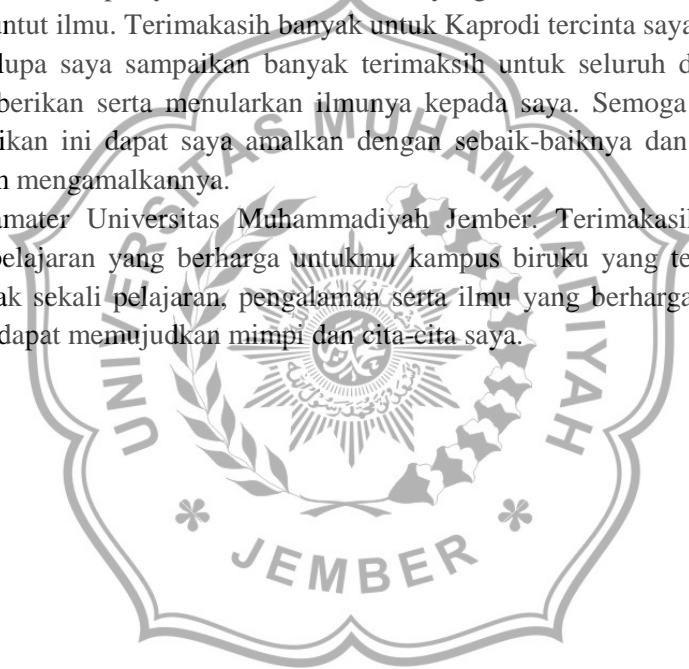 untut ilmu. Terimakasih banyak untuk Kaprodi tercinta saya
lupa saya sampaikan banyak terimaksih untuk seluruh d
berikan serta menularkan ilmunya kepada saya. Semoga
ikan ini dapat saya amalkan dengan sebaik-baiknya dan
h mengamalkannya.
amater Universitas Muhammadiyah Jember. Terimakasih
pelajaran yang berharga untukmu kampus biruku yang te
ak sekali pelajaran, pengalaman serta ilmu yang berharga
dapat memujudkan mimpi dan cita-cita saya.
UNIVERSITAS MUHAMMADIYAH
JEMBER